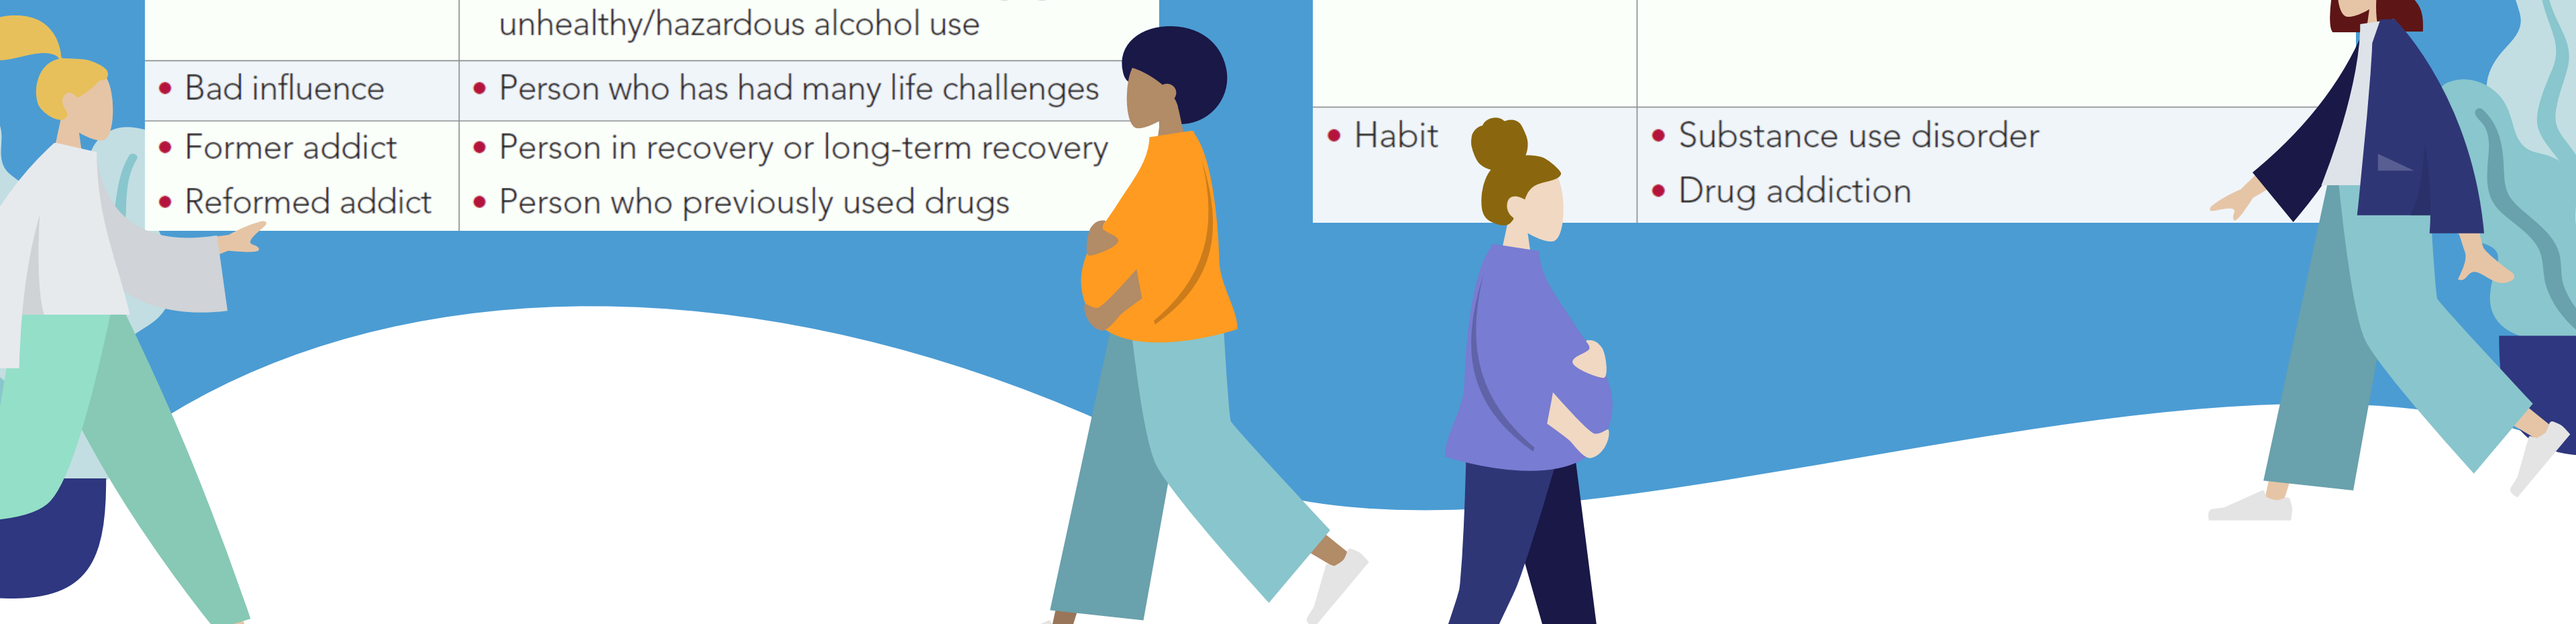 unhealthy/hazardous alcohol use
• Bad influence
• Person who has had many life challenges
• Former addict
• Reformed addict
• Person in recovery or long-term recovery
• Person who previously used drugs
• Habit
• Substance use disorder
• Drug addiction